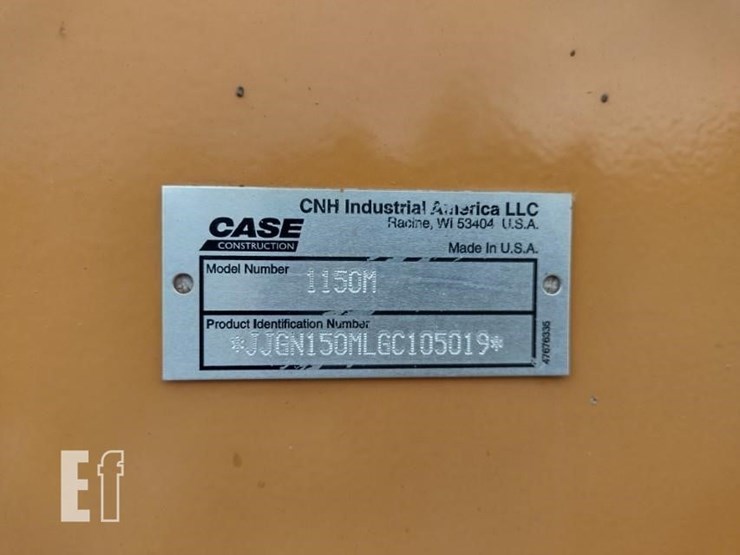 CNH Industrial America LLC
Racine, WI 53404 U.S.A.
CASE
CONSTRUCTION
Made in U.S.A.
Model Number
1150M
Product Identification Number
*JJGN150MLGC105019*
47676335
Ef